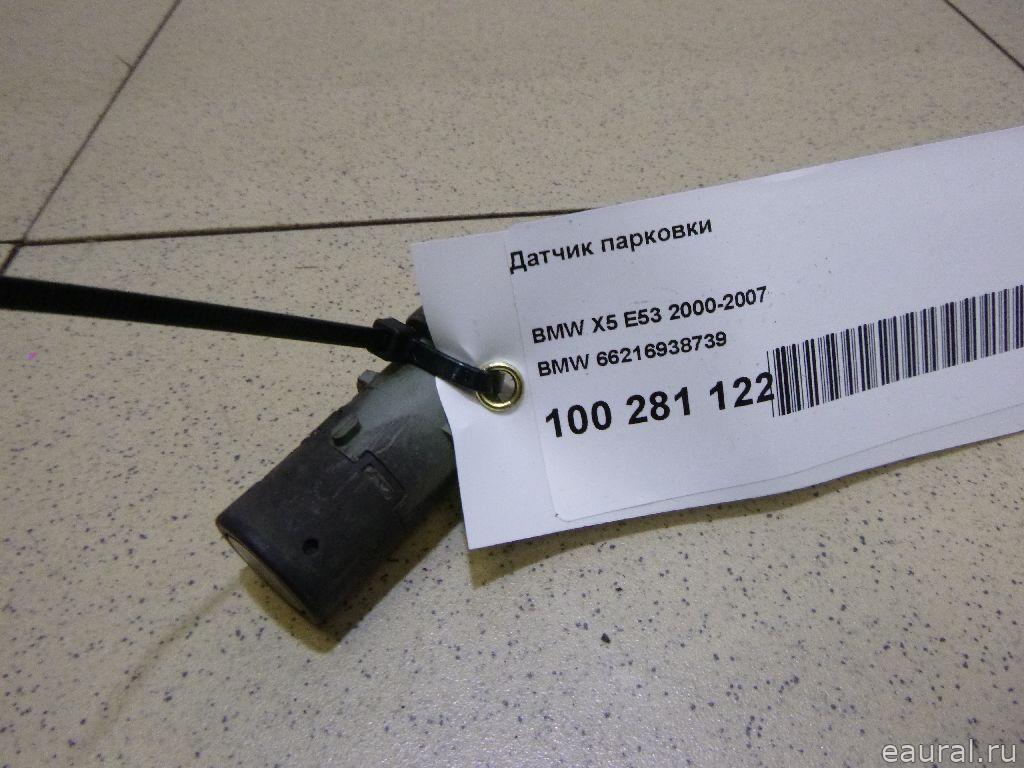 Датчик парковки
BMW X5 E53 2000-2007
BMW 66216938739
100 281 122
eaural.ru